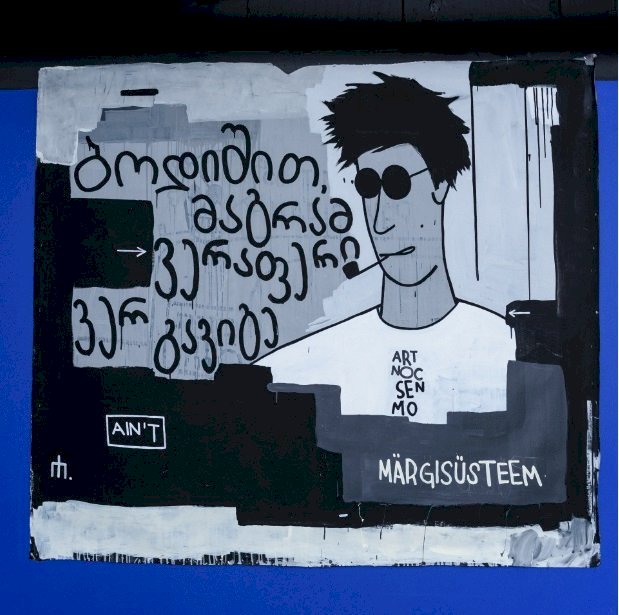 ბოდიშით,
მაგრამ
ვერაფერი
ვერ გავიგე
ART
NOC
SEN
MO
AIN'T
MÄRGISÜSTEEM